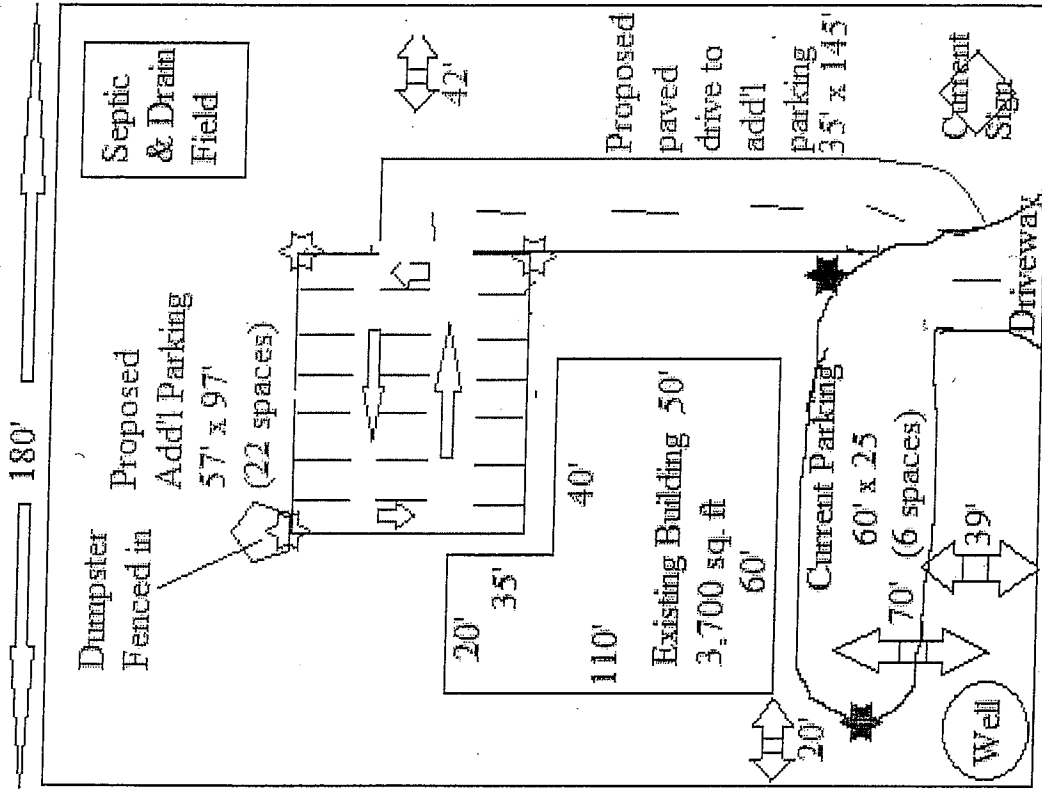 180'
Septic
& Drain
Field
42'
Proposed
Add'l Parking
57' x 97'
(22 spaces)
Dumpster
Fenced in
Proposed
paved
drive to
add'l
parking
35' x 145'
Current
Sign
20'
35'
40'
110'
Existing Building 50'
3,700 sq. ft
60'
Current Parking
60' x 25
(6 spaces)
70'
39'
20'
Well
Driveway